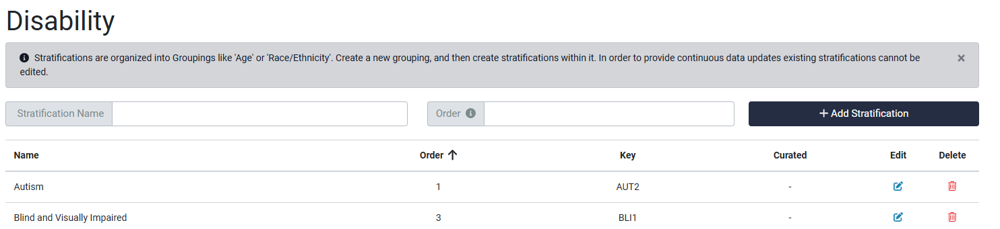 Disability
Stratifications are organized into Groupings like 'Age' or 'Race/Ethnicity'. Create a new grouping, and then create stratifications within it. In order to provide continuous data updates existing stratifications cannot be
edited.
Stratification Name Order + Add Stratification
Name Order Key Curated Edit Delete
Autism 1 AUT2 -
Blind and Visually Impaired 3 BLI1 -